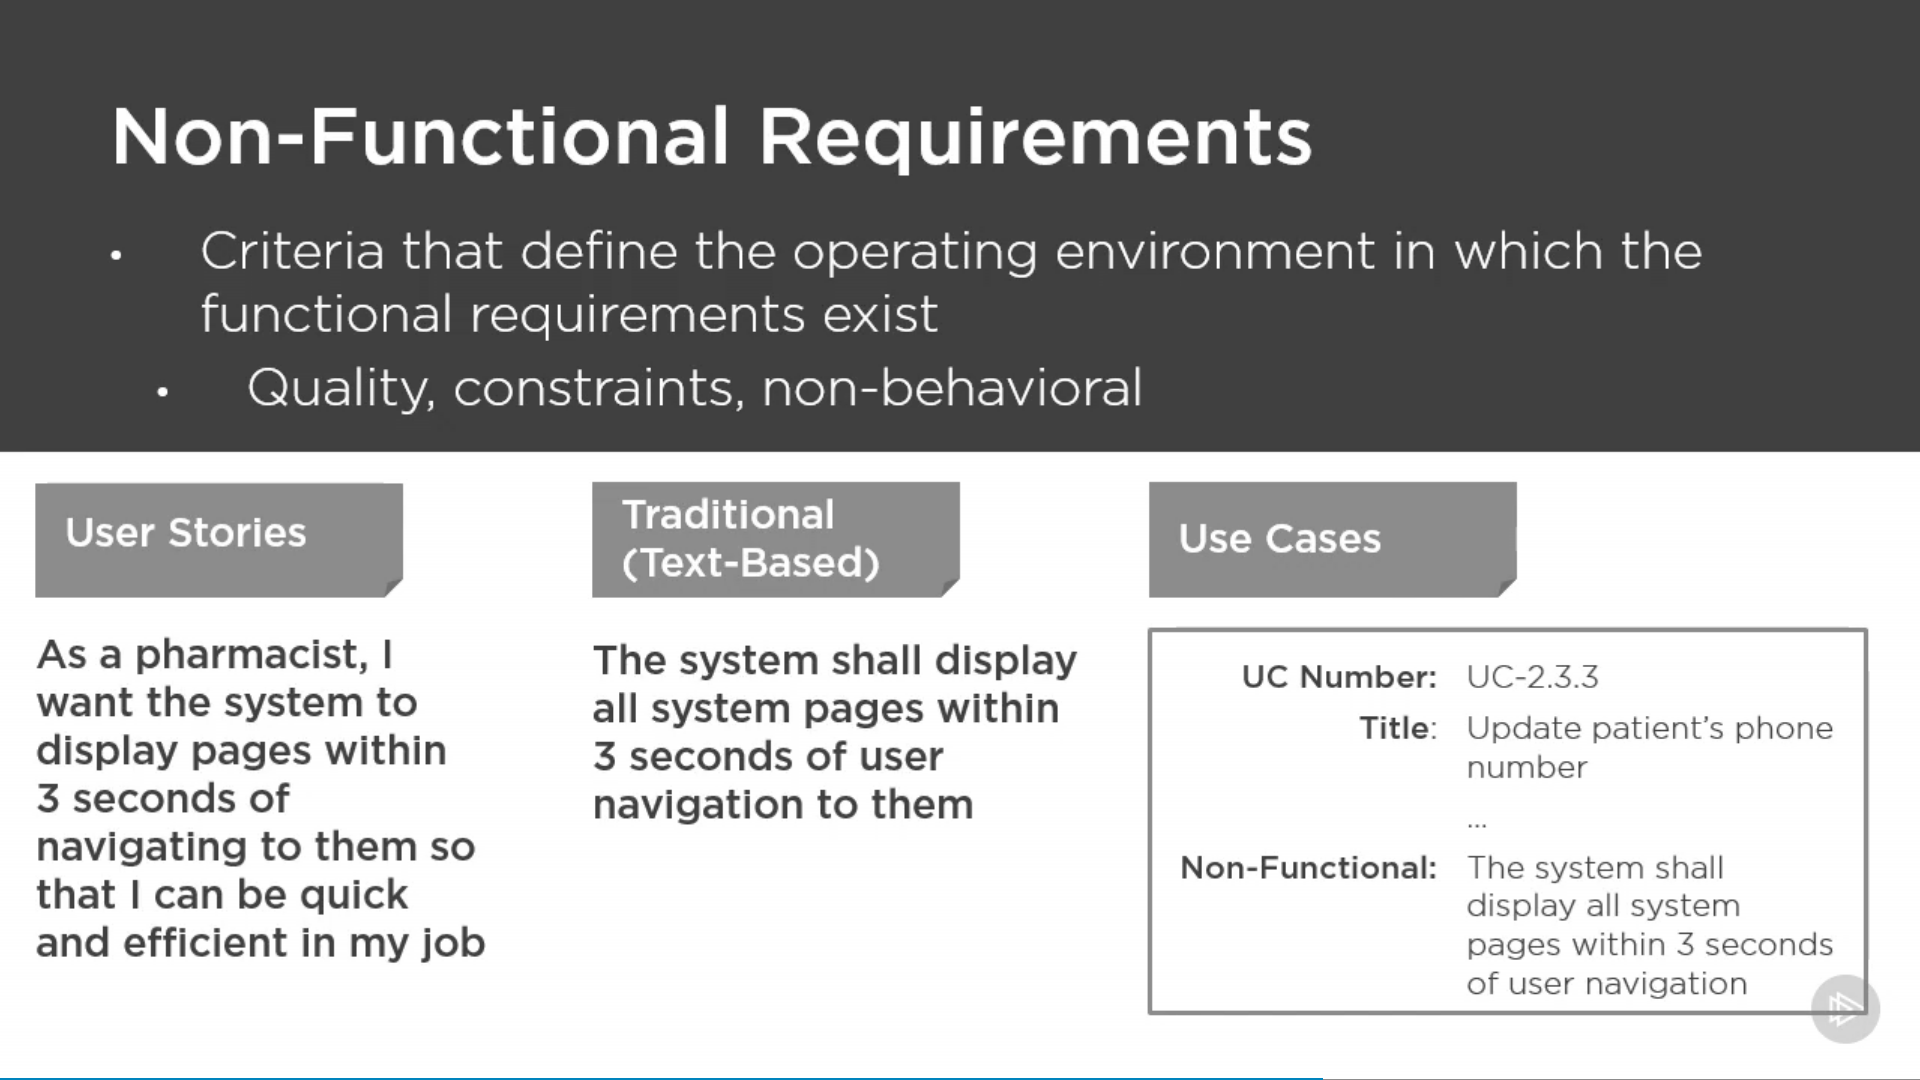 Non-Functional Requirements
• Criteria that define the operating environment in which the
functional requirements exist
• Quality, constraints, non-behavioral
User Stories
As a pharmacist, I
want the system to
display pages within
3 seconds of
navigating to them so
that I can be quick
and efficient in my job
Traditional
(Text-Based)
The system shall display
all system pages within
3 seconds of user
navigation to them
Use Cases
UC Number: UC-2.3.3
Title: Update patient’s phone
number
...
Non-Functional: The system shall
display all system
pages within 3 seconds
of user navigation